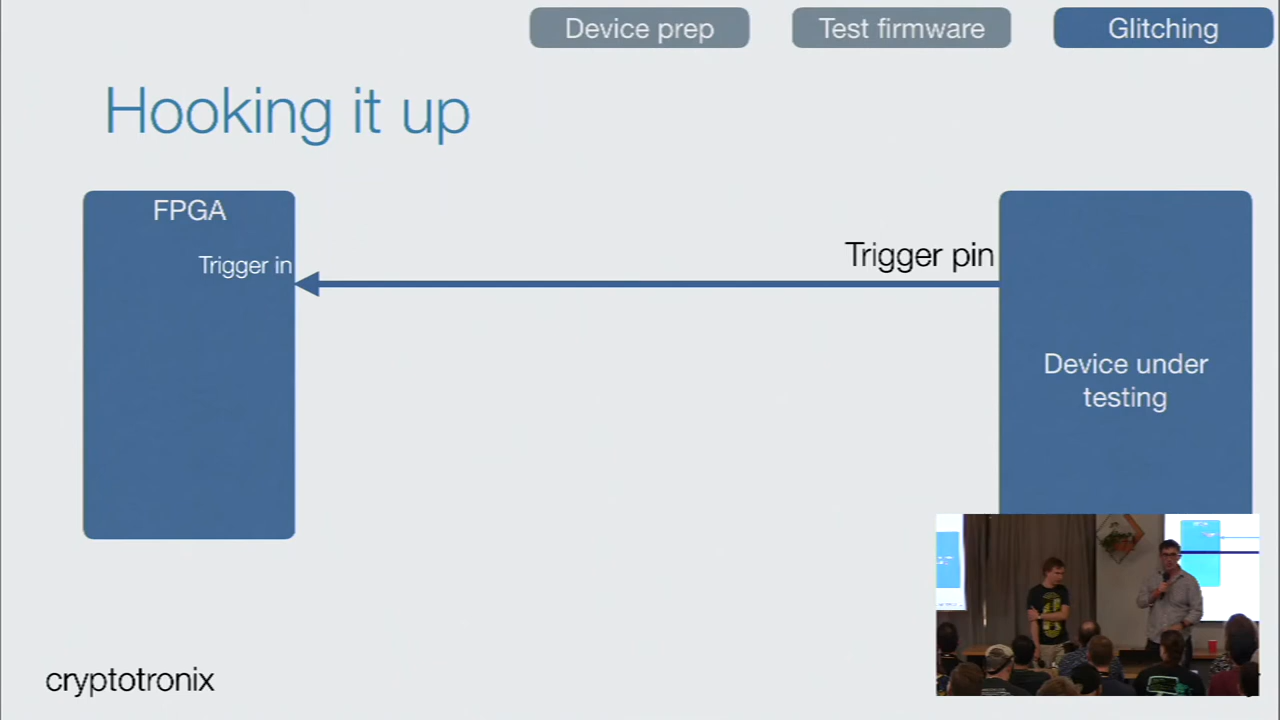 Device prep
Test firmware
Glitching
Hooking it up
FPGA
Trigger in
Trigger pin
Device under
testing
cryptotronix